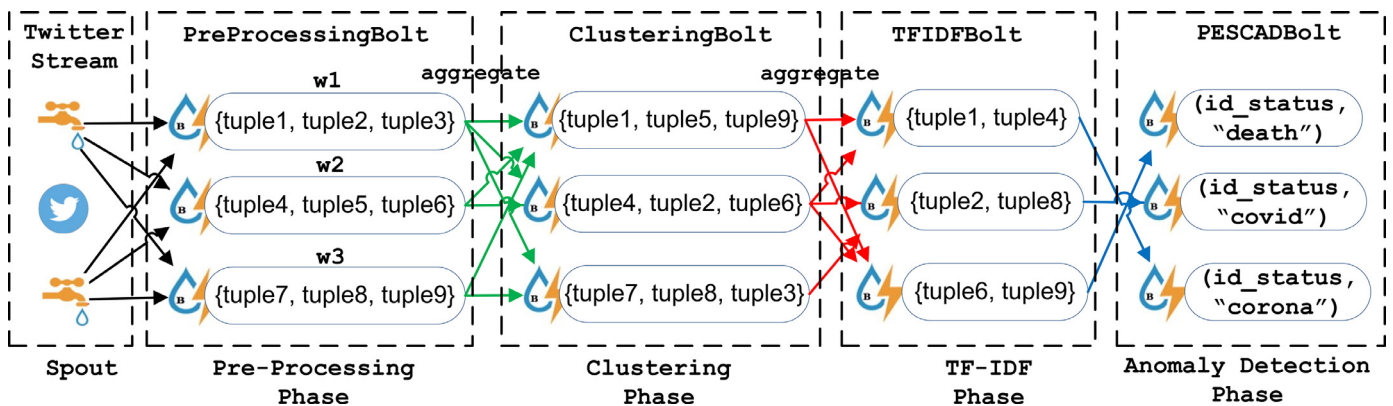 Twitter
Stream
PreProcessingBolt
ClusteringBolt
TFIDFBolt
PESCADBolt
aggregate
aggregate
w1
B
{tuple1, tuple2, tuple3}
B
{tuple1, tuple5, tuple9}
B
{tuple1, tuple4}
B
(id_status,
“death”)
w2
B
{tuple4, tuple5, tuple6}
B
{tuple4, tuple2, tuple6}
B
{tuple2, tuple8}
B
(id_status,
“covid”)
w3
B
{tuple7, tuple8, tuple9}
B
{tuple7, tuple8, tuple3}
B
{tuple6, tuple9}
B
(id_status,
“corona”)
Spout
Pre-Processing
Phase
Clustering
Phase
TF-IDF
Phase
Anomaly Detection
Phase